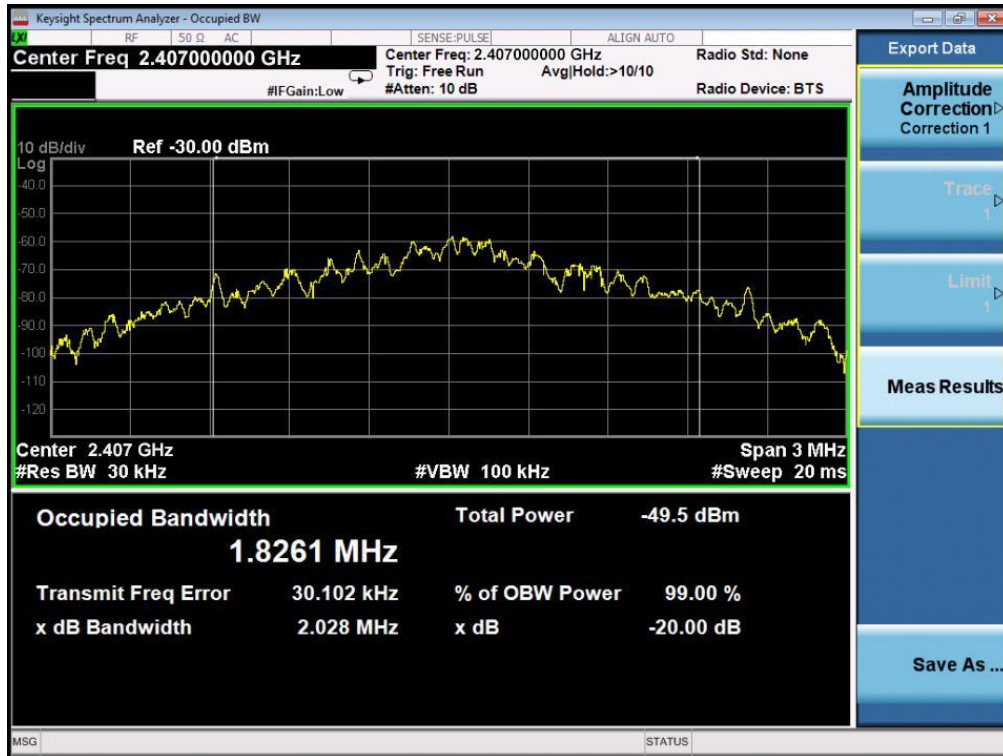 Keysight Spectrum Analyzer - Occupied BW
LXI RF 50 Ω AC SENSE:PULSE ALIGN AUTO
Center Freq 2.407000000 GHz
Center Freq: 2.407000000 GHz Radio Std: None
Trig: Free Run Avg|Hold:>10/10
#IFGain:Low #Atten: 10 dB Radio Device: BTS
10 dB/div Ref -30.00 dBm
Log
-40.0
-50.0
-60.0
-70.0
-80.0
-90.0
-100
-110
-120
Center 2.407 GHz Span 3 MHz
#Res BW 30 kHz #VBW 100 kHz #Sweep 20 ms
Occupied Bandwidth Total Power -49.5 dBm
1.8261 MHz
Transmit Freq Error 30.102 kHz % of OBW Power 99.00 %
x dB Bandwidth 2.028 MHz x dB -20.00 dB
MSG STATUS
Export Data
Amplitude
Correction
Correction 1
Trace
1
Limit
1
Meas Results
Save As ...